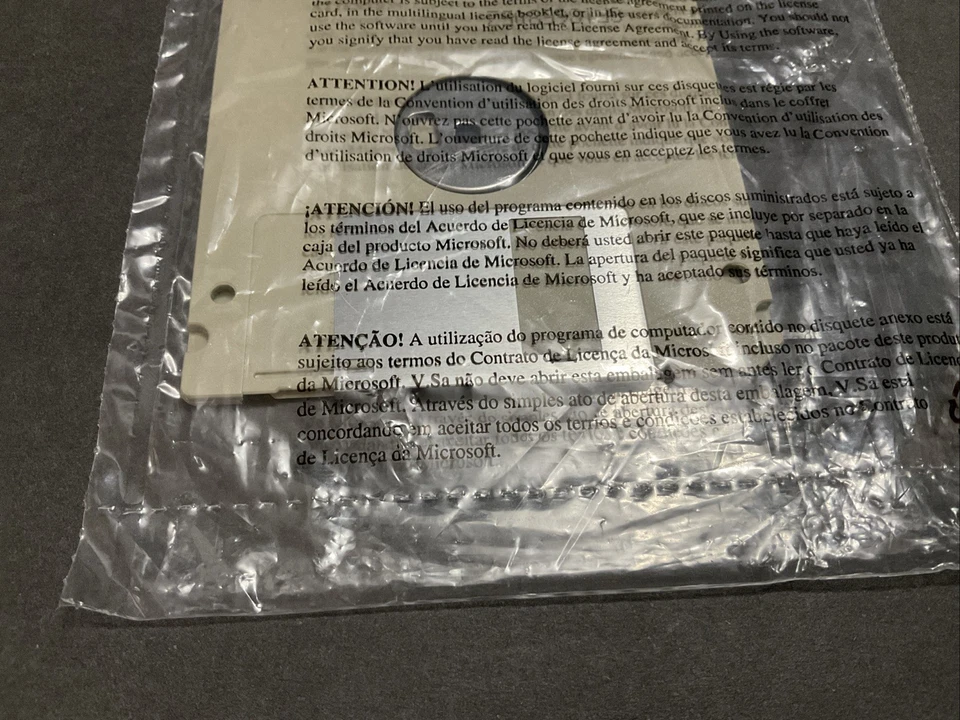 the computer is subject to the terms of the license agreement printed on the license
card, in the multilingual license booklet, or in the users documentation. You should not
use the software until you have read the License Agreement. By Using the software,
you signify that you have read the license agreement and accept its terms.
ATTENTION! L'utilisation du logiciel fourni sur ces disquettes est régie par les
termes de la Convention d'utilisation des droits Microsoft inclus dans le coffret
Microsoft. N'ouvrez pas cette pochette avant d'avoir lu la Convention d'utilisation des
droits Microsoft. L'ouverture de cette pochette indique que vous avez lu la Convention
d'utilisation de droits Microsoft et que vous en acceptez les termes.
¡ATENCIÓN! El uso del programa contenido en los discos suministrados está sujeto a
los términos del Acuerdo de Licencia de Microsoft, que se incluye por separado en la
caja del producto Microsoft. No deberá usted abrir este paquete hasta que haya leído el
Acuerdo de Licencia de Microsoft. La apertura del paquete significa que usted ya ha
leído el Acuerdo de Licencia de Microsoft y ha aceptado sus términos.
ATENÇÃO! A utilização do programa de computador contido no disquete anexo está
sujeito aos termos do Contrato de Licença da Microsoft incluso no pacote deste produ
da Microsoft. V.Sa não deve abrir esta embalagem sem antes ler o Contrato de Licen
de Microsoft. Através do simples ato de abertura desta embalagem, V.Sa está
concordando em aceitar todos os termos e condições estabelecidos no Contrato
de Licença da Microsoft.